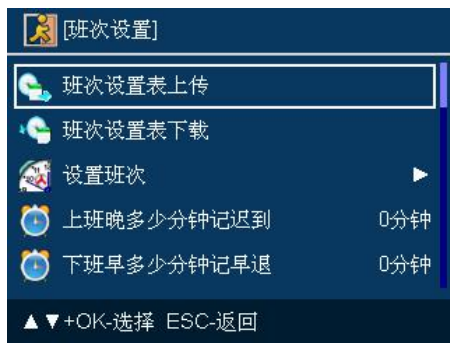 [班次设置]
班次设置表上传
班次设置表下载
设置班次 ▶
上班晚多少分钟记迟到 0分钟
下班早多少分钟记早退 0分钟
▲▼+OK-选择 ESC-返回